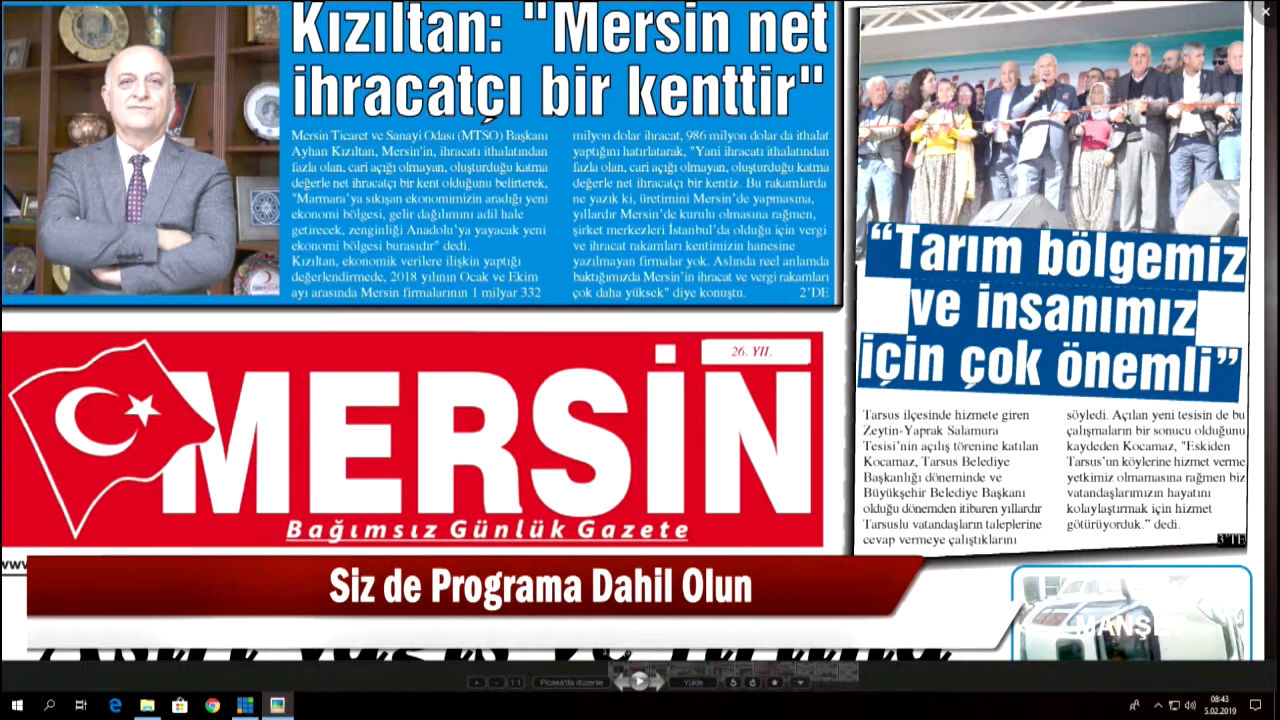 Kızıltan: "Mersin net
ihracatçı bir kenttir"
Mersin Ticaret ve Sanayi Odası (MTSO) Başkanı
Ayhan Kızıltan, Mersin'in, ihracatı ithalatından
fazla olan, cari açığı olmayan, oluşturduğu katma
değerle net ihracatçı bir kent olduğunu belirterek,
"Marmara'ya sıkışan ekonomimizin aradığı yeni
ekonomi bölgesi, gelir dağılımını adil hale
getirecek, zenginliği Anadolu'ya yayacak yeni
ekonomi bölgesi burasıdır" dedi.
Kızıltan, ekonomik verilere ilişkin yaptığı
değerlendirmede, 2018 yılının Ocak ve Ekim
ayı arasında Mersin firmalarının 1 milyar 332
milyon dolar ihracat, 986 milyon dolar da ithalat
yaptığını hatırlatarak, "Yani ihracatı ithalatından
fazla olan, cari açığı olmayan, oluşturduğu katma
değerle net ihracatçı bir kentiz. Bu rakamlarda
ne yazık ki, üretimini Mersin'de yapmasına,
yıllardır Mersin'de kurulu olmasına rağmen,
şirket merkezleri İstanbul'da olduğu için vergi
ve ihracat rakamları kentimizin hanesine
yazılmayan firmalar yok. Aslında reel anlamda
baktığımızda Mersin'in ihracat ve vergi rakamları
çok daha yüksek" diye konuştu. 2'DE
26. YIL
MERSİN
Bağımsız Günlük Gazete
www
"Tarım bölgemiz
ve insanımız
için çok önemli"
Tarsus ilçesinde hizmete giren
Zeytin-Yaprak Salamura
Tesisi'nin açılış törenine katılan
Kocamaz, Tarsus Belediye
Başkanlığı döneminde ve
Büyükşehir Belediye Başkanı
olduğu dönemden itibaren yıllardır
Tarsuslu vatandaşların taleplerine
cevap vermeye çalıştıklarını
söyledi. Açılan yeni tesisin de bu
çalışmaların bir sonucu olduğunu
kaydeden Kocamaz, "Eskiden
Tarsus'un köylerine hizmet verme
yetkimiz olmamasına rağmen biz
vatandaşlarımızın hayatını
kolaylaştırmak için hizmet
götürüyorduk." dedi.
3'TE
Siz de Programa Dahil Olun
MANŞET
1:1
Picasa'da düzenle
Yükle
08:43
5.02.2019